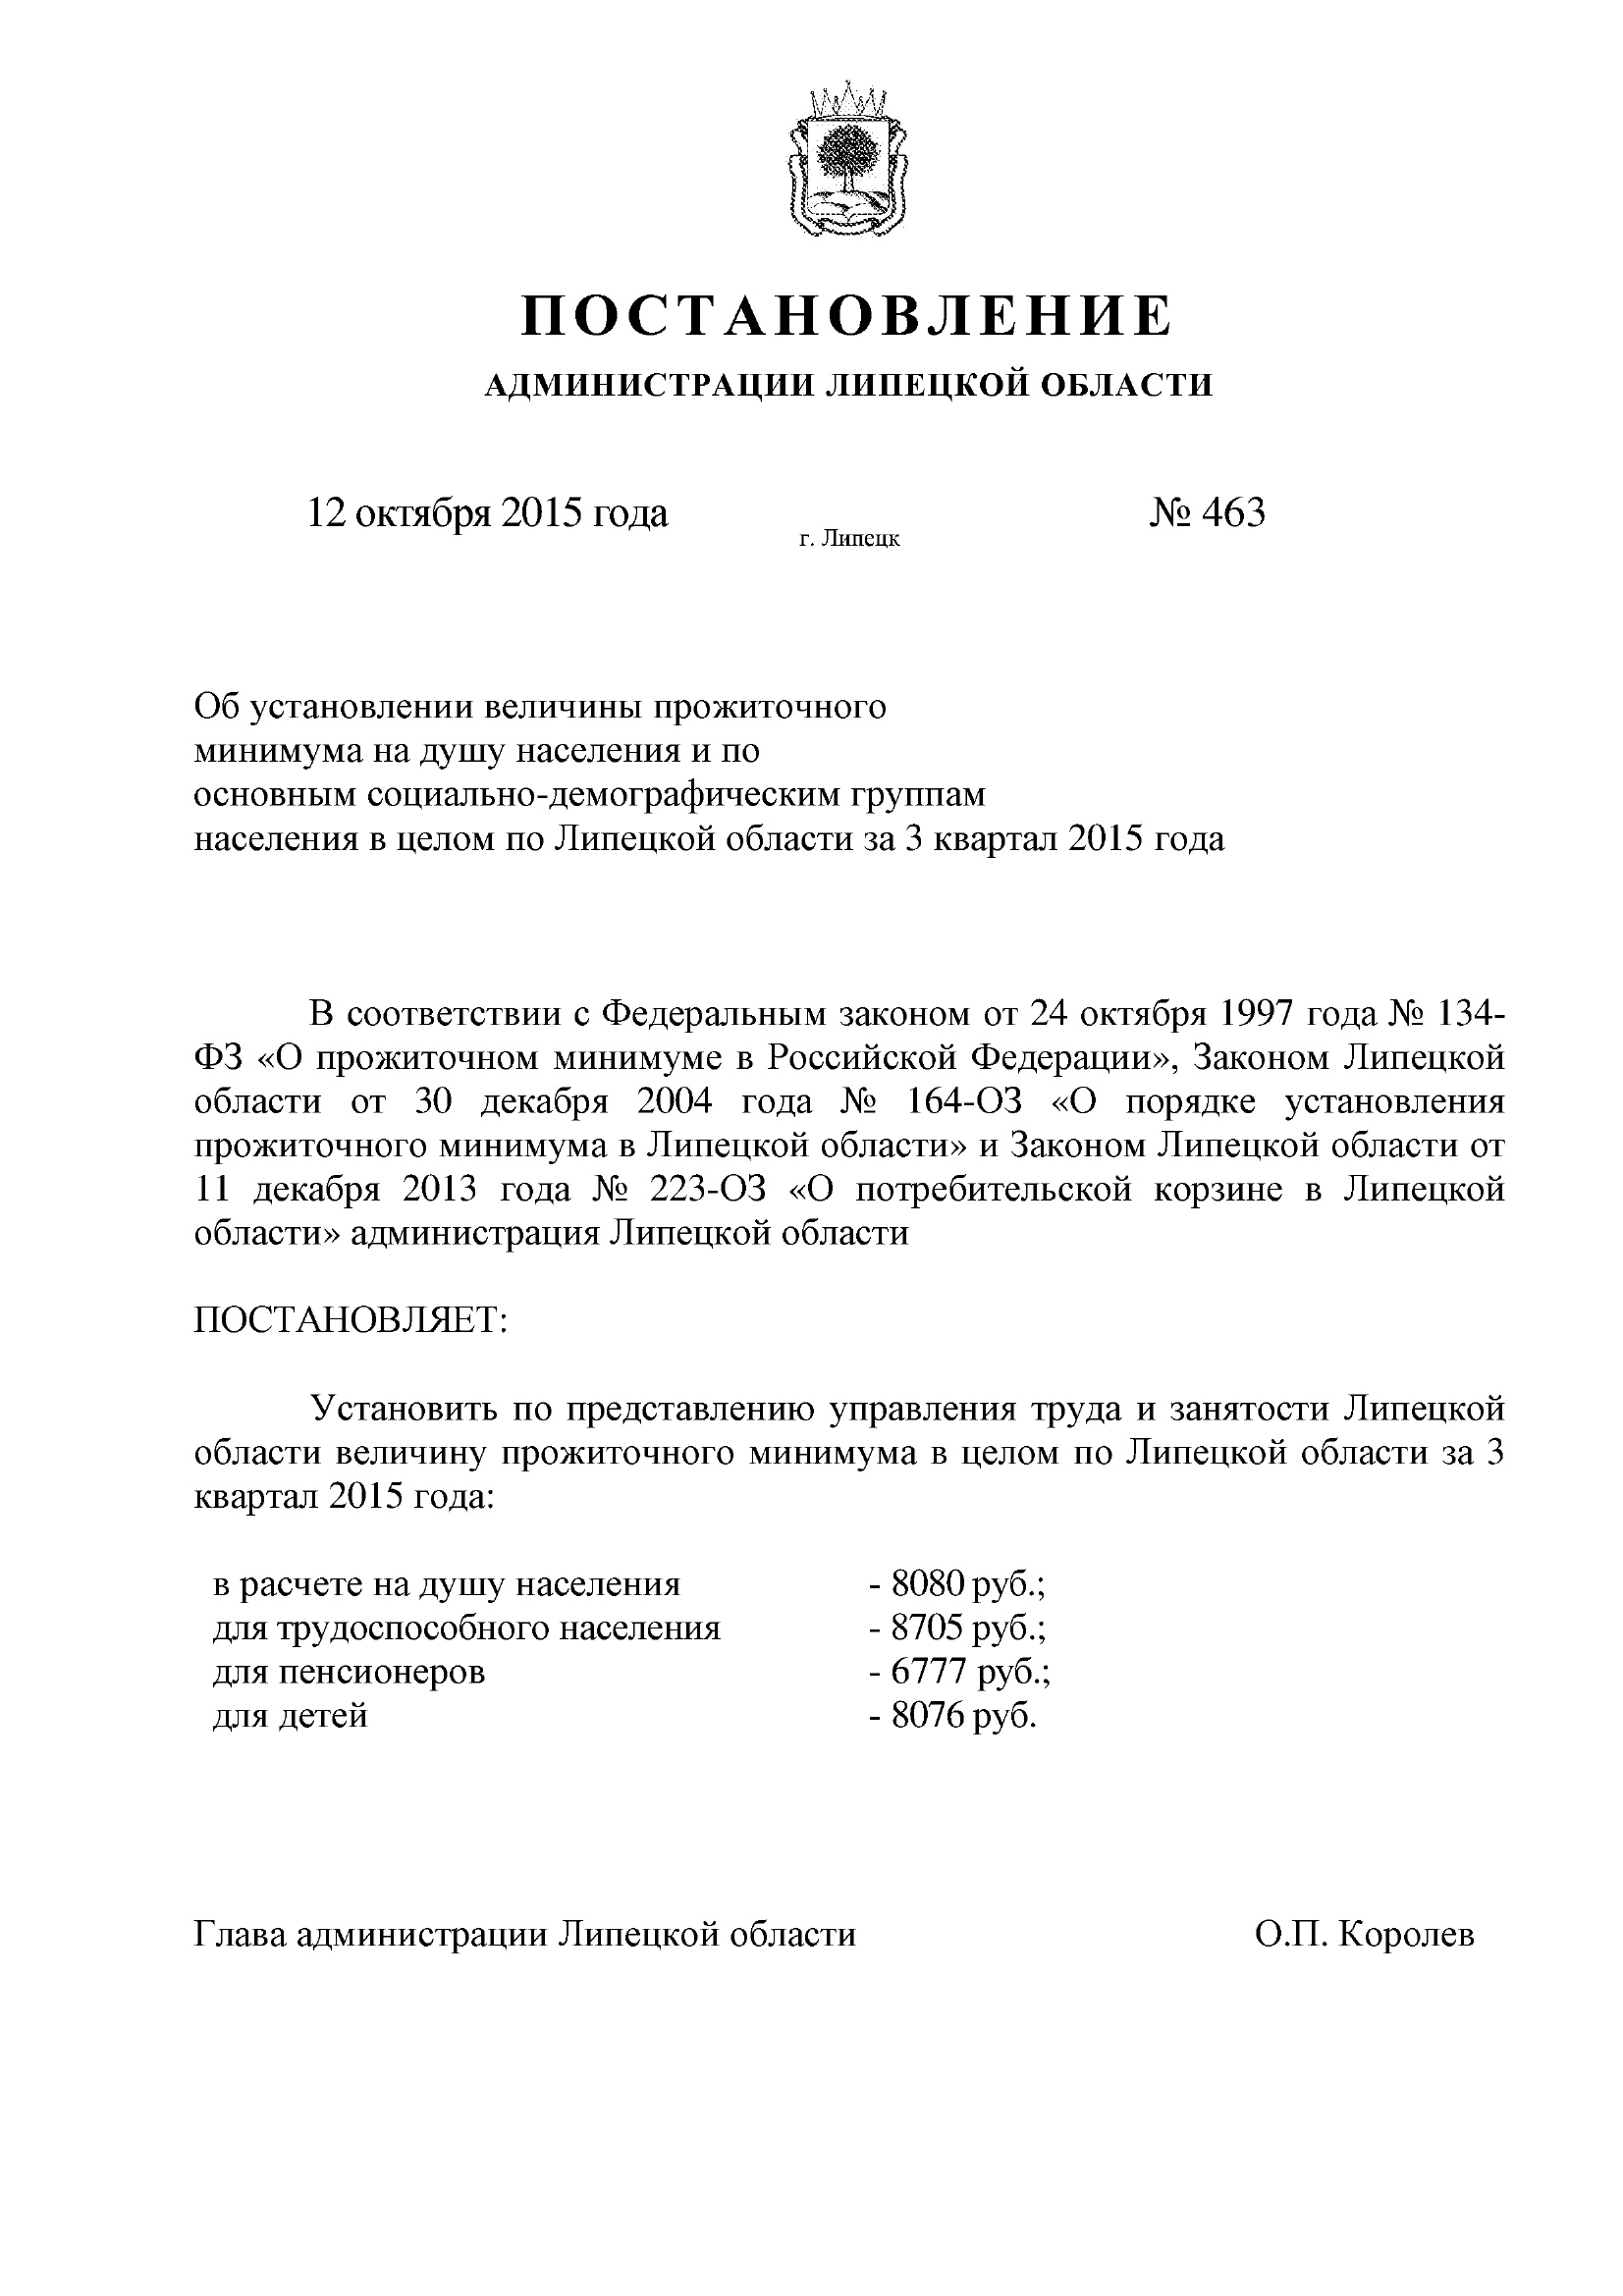 ПОСТАНОВЛЕНИЕ
АДМИНИСТРАЦИИ ЛИПЕЦКОЙ ОБЛАСТИ
12 октября 2015 года
г. Липецк
№ 463
Об установлении величины прожиточного
минимума на душу населения и по
основным социально-демографическим группам
населения в целом по Липецкой области за 3 квартал 2015 года
В соответствии с Федеральным законом от 24 октября 1997 года № 134-
ФЗ «О прожиточном минимуме в Российской Федерации», Законом Липецкой
области от 30 декабря 2004 года № 164-ОЗ «О порядке установления
прожиточного минимума в Липецкой области» и Законом Липецкой области от
11 декабря 2013 года № 223-ОЗ «О потребительской корзине в Липецкой
области» администрация Липецкой области
ПОСТАНОВЛЯЕТ:
Установить по представлению управления труда и занятости Липецкой
области величину прожиточного минимума в целом по Липецкой области за 3
квартал 2015 года:
в расчете на душу населения - 8080 руб.;
для трудоспособного населения - 8705 руб.;
для пенсионеров - 6777 руб.;
для детей - 8076 руб.
Глава администрации Липецкой области О.П. Королев